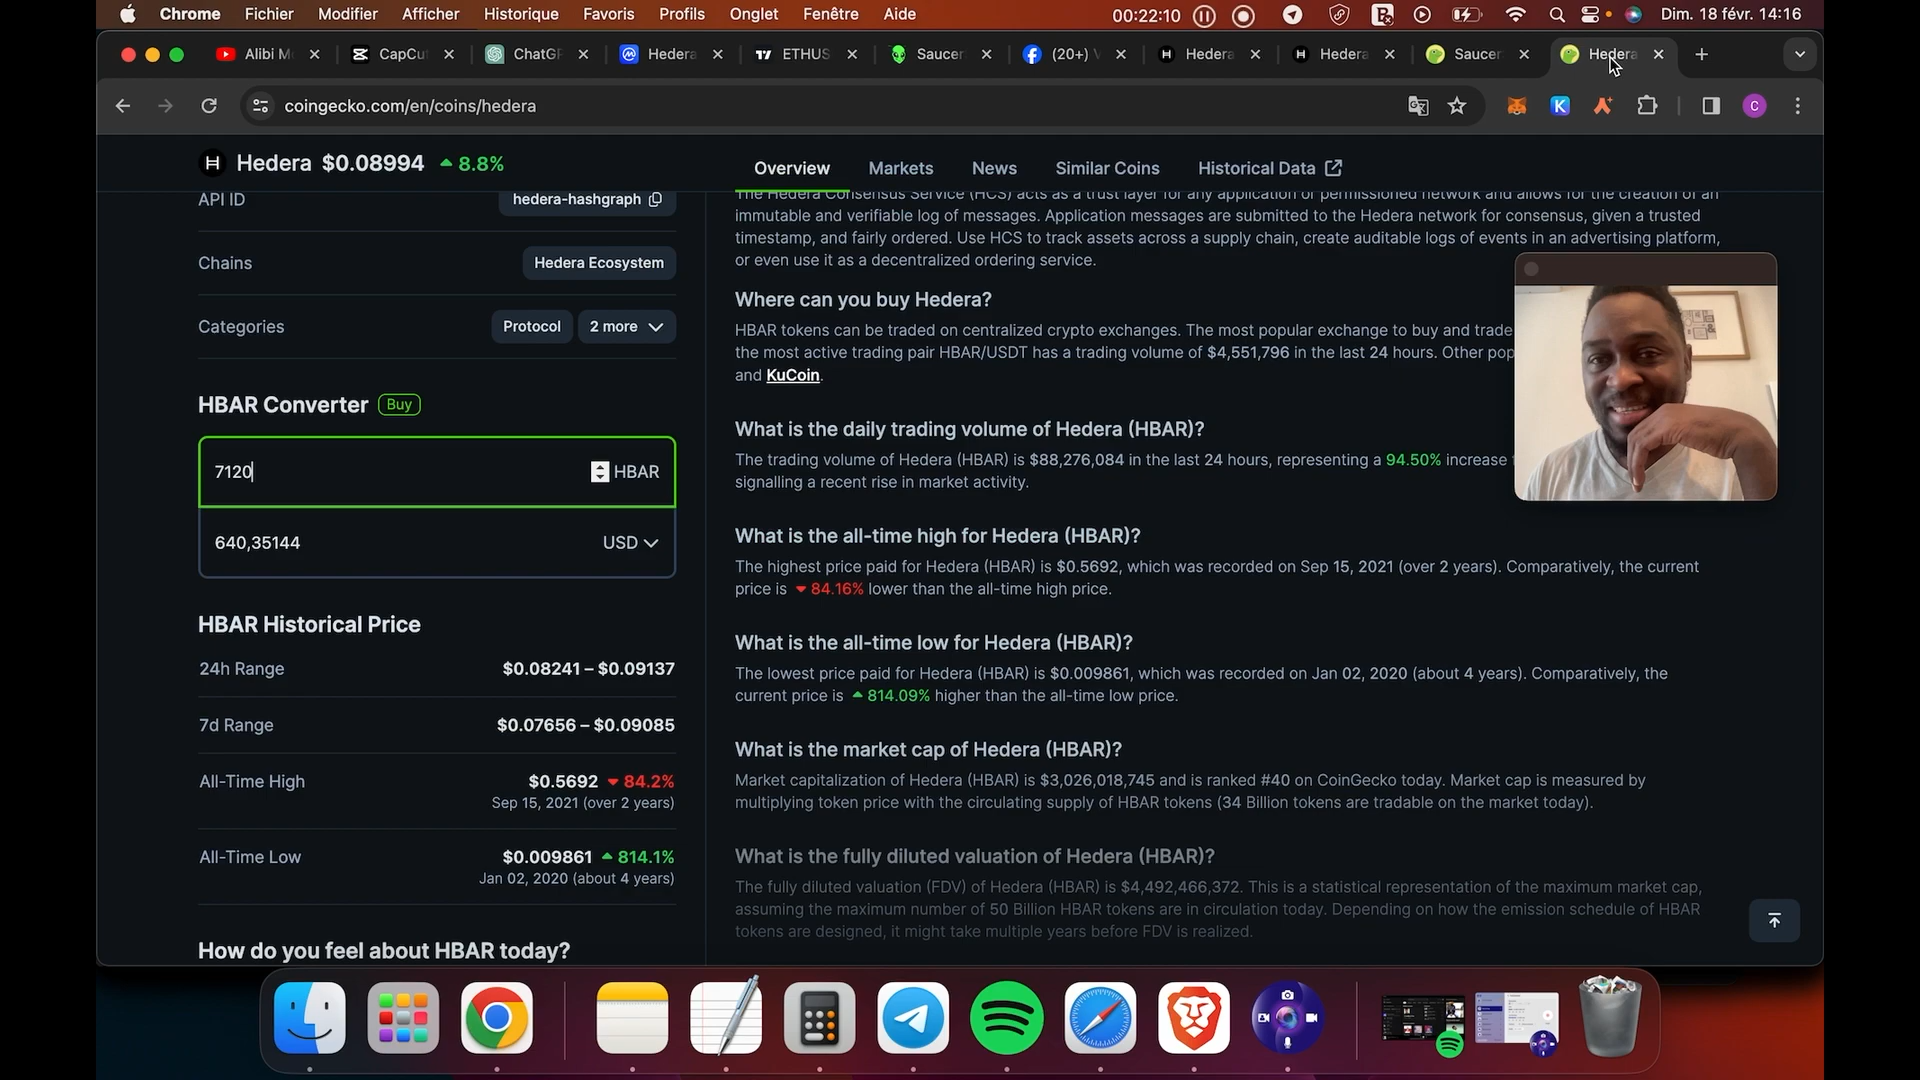 Chrome Fichier Modifier Afficher Historique Favoris Profils Onglet Fenêtre Aide 00:22:10 Dim. 18 févr. 14:16
Alibi CapCu ChatG Hedera ETHUS Saucer (20+) Hedera Hedera Saucer Hedera
coingecko.com/en/coins/hedera
Hedera $0.08994 8.8%
Overview Markets News Similar Coins Historical Data
API ID hedera-hashgraph
Chains Hedera Ecosystem
Categories Protocol 2 more
HBAR Converter Buy
7120 HBAR
640,35144 USD
HBAR Historical Price
24h Range $0.08241 – $0.09137
7d Range $0.07656 – $0.09085
All-Time High $0.5692 84.2%
Sep 15, 2021 (over 2 years)
All-Time Low $0.009861 814.1%
Jan 02, 2020 (about 4 years)
How do you feel about HBAR today?
The Hedera Consensus Service (HCS) acts as a trust layer for any application or permissioned network and allows for the creation of an
immutable and verifiable log of messages. Application messages are submitted to the Hedera network for consensus, given a trusted
timestamp, and fairly ordered. Use HCS to track assets across a supply chain, create auditable logs of events in an advertising platform,
or even use it as a decentralized ordering service.
Where can you buy Hedera?
HBAR tokens can be traded on centralized crypto exchanges. The most popular exchange to buy and trade
the most active trading pair HBAR/USDT has a trading volume of $4,551,796 in the last 24 hours. Other pop
and KuCoin.
What is the daily trading volume of Hedera (HBAR)?
The trading volume of Hedera (HBAR) is $88,276,084 in the last 24 hours, representing a 94.50% increase
signalling a recent rise in market activity.
What is the all-time high for Hedera (HBAR)?
The highest price paid for Hedera (HBAR) is $0.5692, which was recorded on Sep 15, 2021 (over 2 years). Comparatively, the current
price is 84.16% lower than the all-time high price.
What is the all-time low for Hedera (HBAR)?
The lowest price paid for Hedera (HBAR) is $0.009861, which was recorded on Jan 02, 2020 (about 4 years). Comparatively, the
current price is 814.09% higher than the all-time low price.
What is the market cap of Hedera (HBAR)?
Market capitalization of Hedera (HBAR) is $3,026,018,745 and is ranked #40 on CoinGecko today. Market cap is measured by
multiplying token price with the circulating supply of HBAR tokens (34 Billion tokens are tradable on the market today).
What is the fully diluted valuation of Hedera (HBAR)?
The fully diluted valuation (FDV) of Hedera (HBAR) is $4,492,466,372. This is a statistical representation of the maximum market cap,
assuming the maximum number of 50 Billion HBAR tokens are in circulation today. Depending on how the emission schedule of HBAR
tokens are designed, it might take multiple years before FDV is realized.